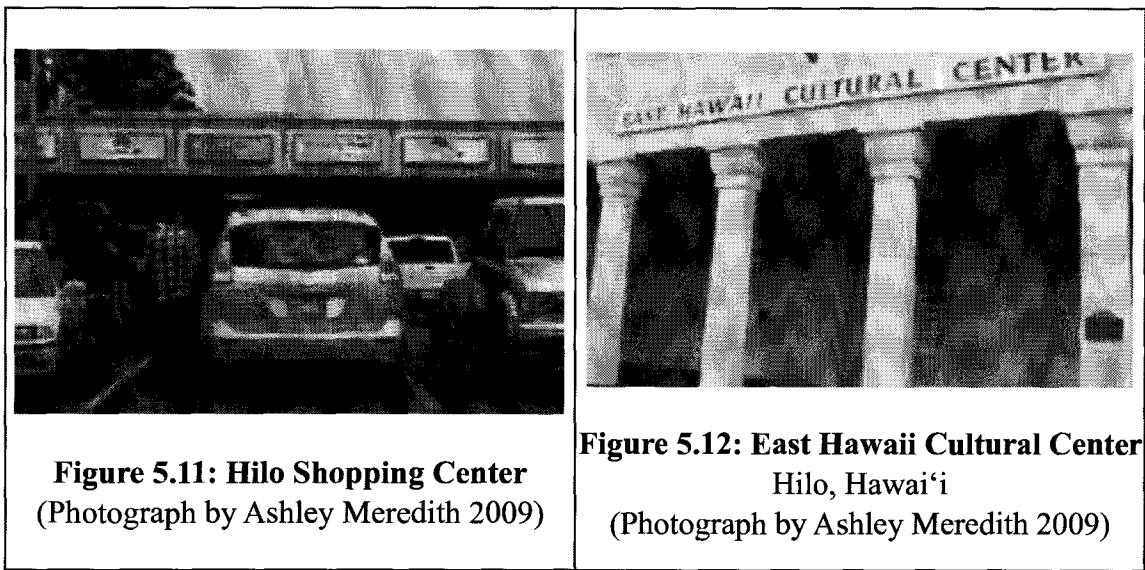 EAST HAWAII CULTURAL CENTER
Figure 5.11: Hilo Shopping Center
(Photograph by Ashley Meredith 2009)
Figure 5.12: East Hawaii Cultural Center
Hilo, Hawai‘i
(Photograph by Ashley Meredith 2009)